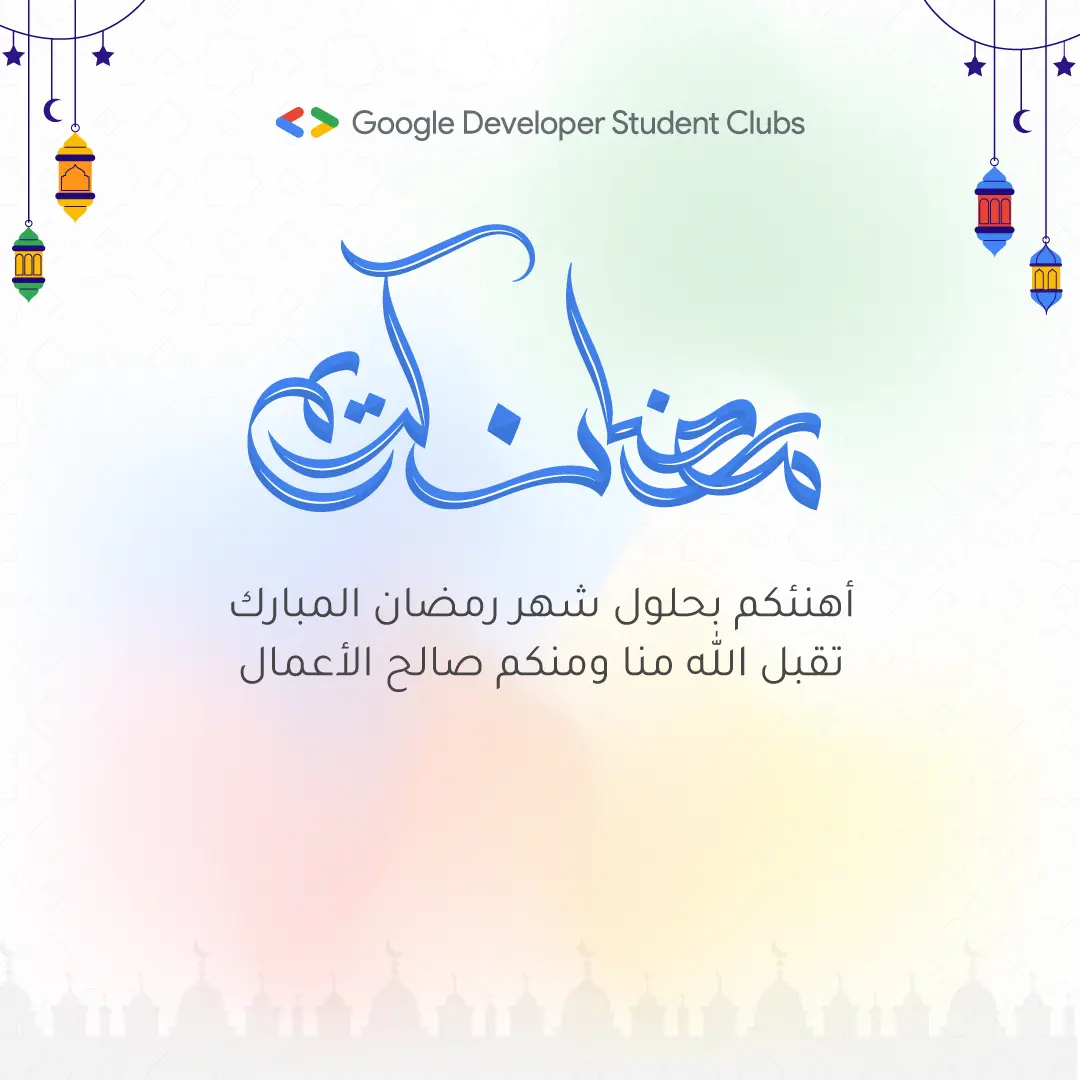 Google Developer Student Clubs
رمضان كريم
أهنئكم بحلول شهر رمضان المبارك
تقبل الله منا ومنكم صالح الأعمال